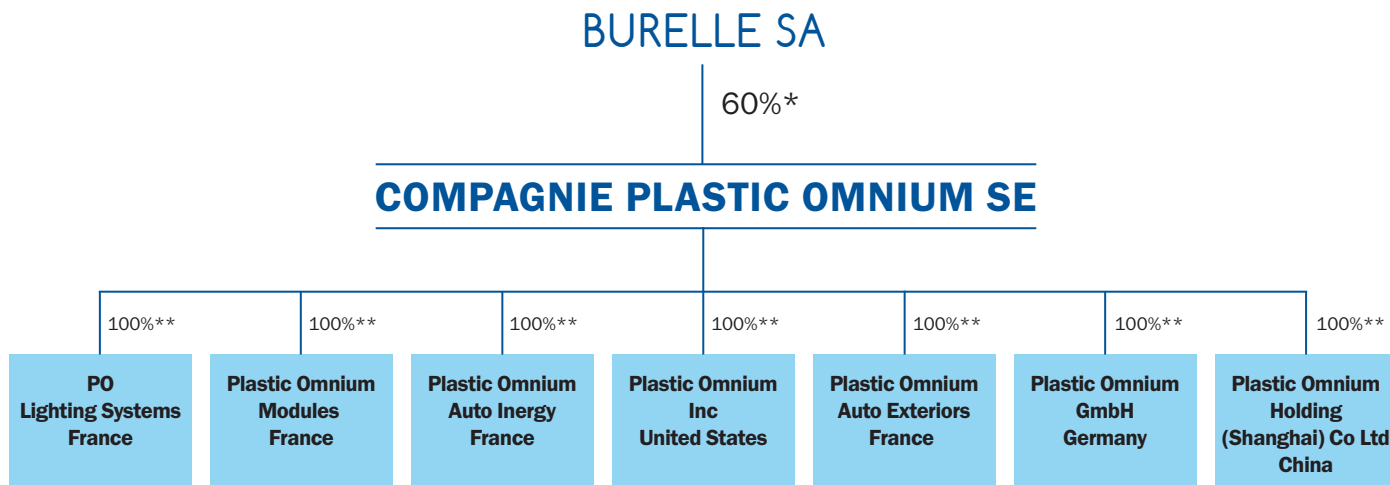 BURELLE SA
60%*
COMPAGNIE PLASTIC OMNIUM SE
100%**
100%**
100%**
100%**
100%**
100%**
100%**
PO
Lighting Systems
France
Plastic Omnium
Modules
France
Plastic Omnium
Auto Inergy
France
Plastic Omnium
Inc
United States
Plastic Omnium
Auto Exteriors
France
Plastic Omnium
GmbH
Germany
Plastic Omnium
Holding
(Shanghai) Co Ltd
China